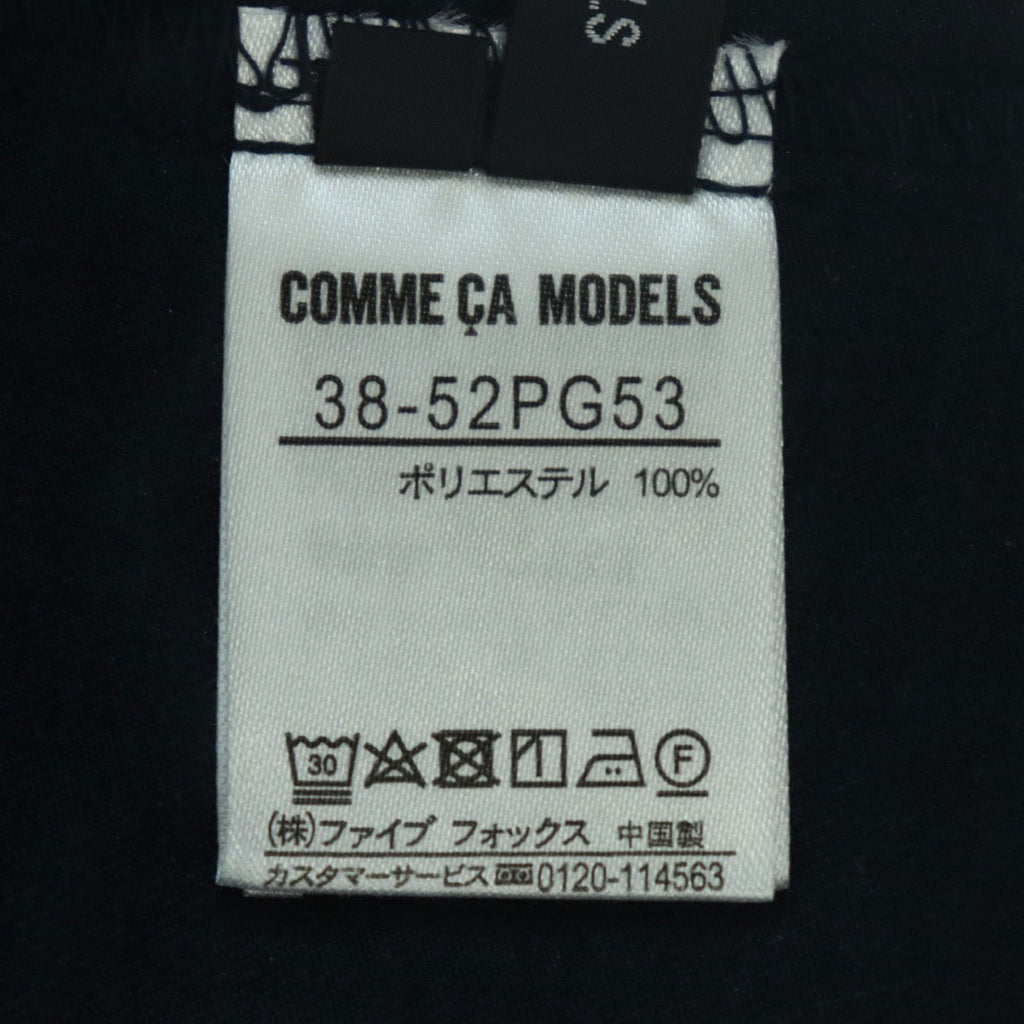 LS
COMME ÇA MODELS
38-52PG53
ポリエステル 100%
30 F
(株)ファイブ フォックス 中国製
カスタマーサービス 0120-114563